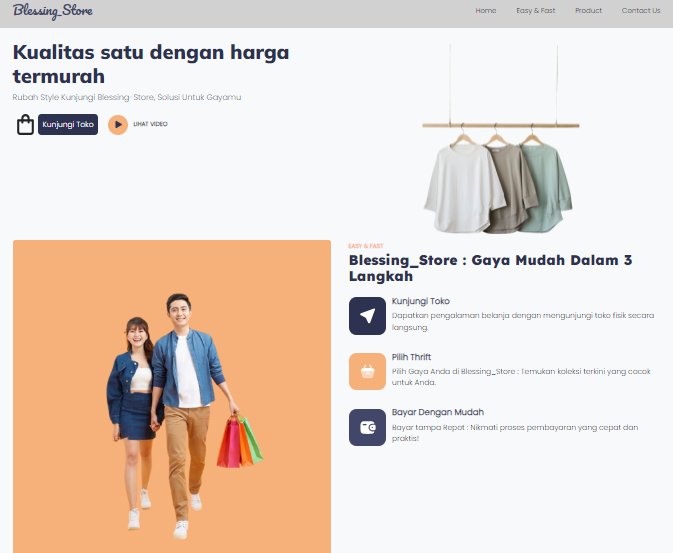 Blessing_Store
Home Easy & Fast Product Contact Us
Kualitas satu dengan harga
termurah
Rubah Style Kunjungi Blessing-Store, Solusi Untuk Gayamu
Kunjungi Toko
LIHAT VIDEO
EASY & FAST
Blessing_Store : Gaya Mudah Dalam 3
Langkah
Kunjungi Toko
Dapatkan pengalaman belanja dengan mengunjungi toko fisik secara
langsung.
Pilih Thrift
Pilih Gaya Anda di Blessing_Store : Temukan koleksi terkini yang cocok
untuk Anda.
Bayar Dengan Mudah
Bayar tampa Repot : Nikmati proses pembayaran yang cepat dan
praktis!